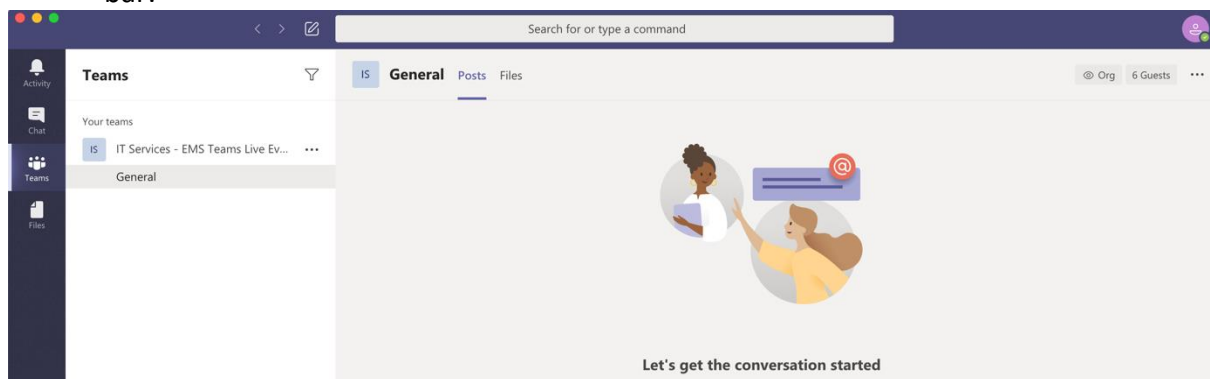 Search for or type a command
Activity
Chat
Teams
Files
Teams
Your teams
IS IT Services - EMS Teams Live Ev... •••
General
IS General Posts Files
Org 6 Guests •••
@
Let's get the conversation started